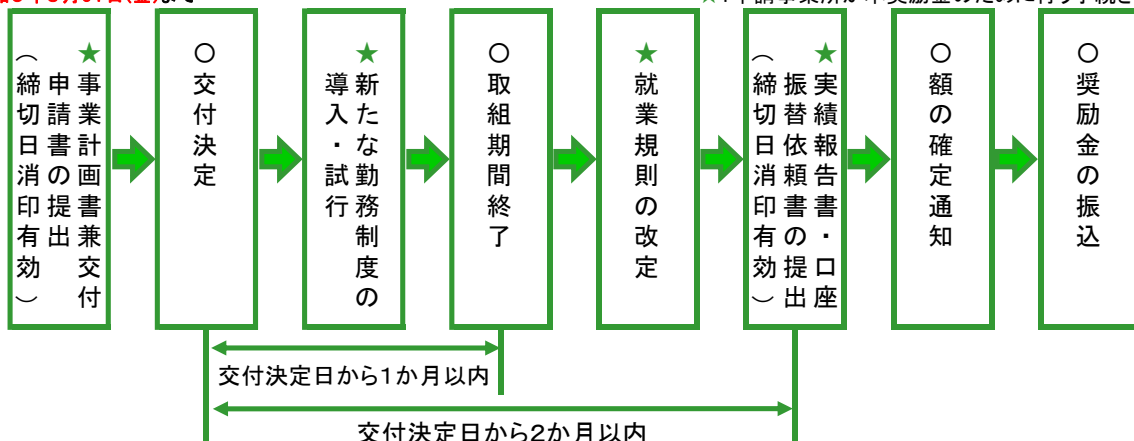 ★事業計画書兼交付
申請書の提出
(締切日消印有効)
○交付決定
★新たな勤務制度の
導入・試行
○取組期間終了
★就業規則の改定
★実績報告書・口座
振替依頼書の提出
(締切日消印有効)
○額の確定通知
○奨励金の振込
交付決定日から1か月以内
交付決定日から2か月以内